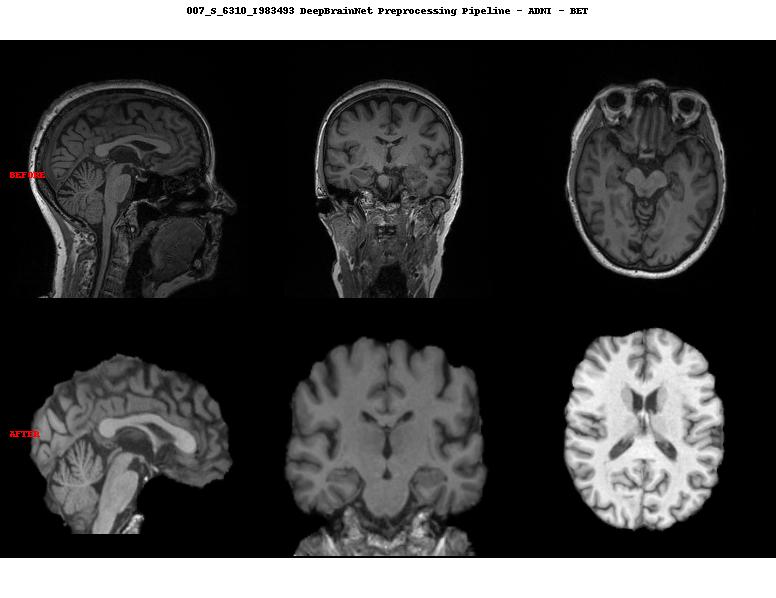 007_S_6310_I983493 DeepBrainNet Preprocessing Pipeline - ADNI - BET
BEFORE
AFTER